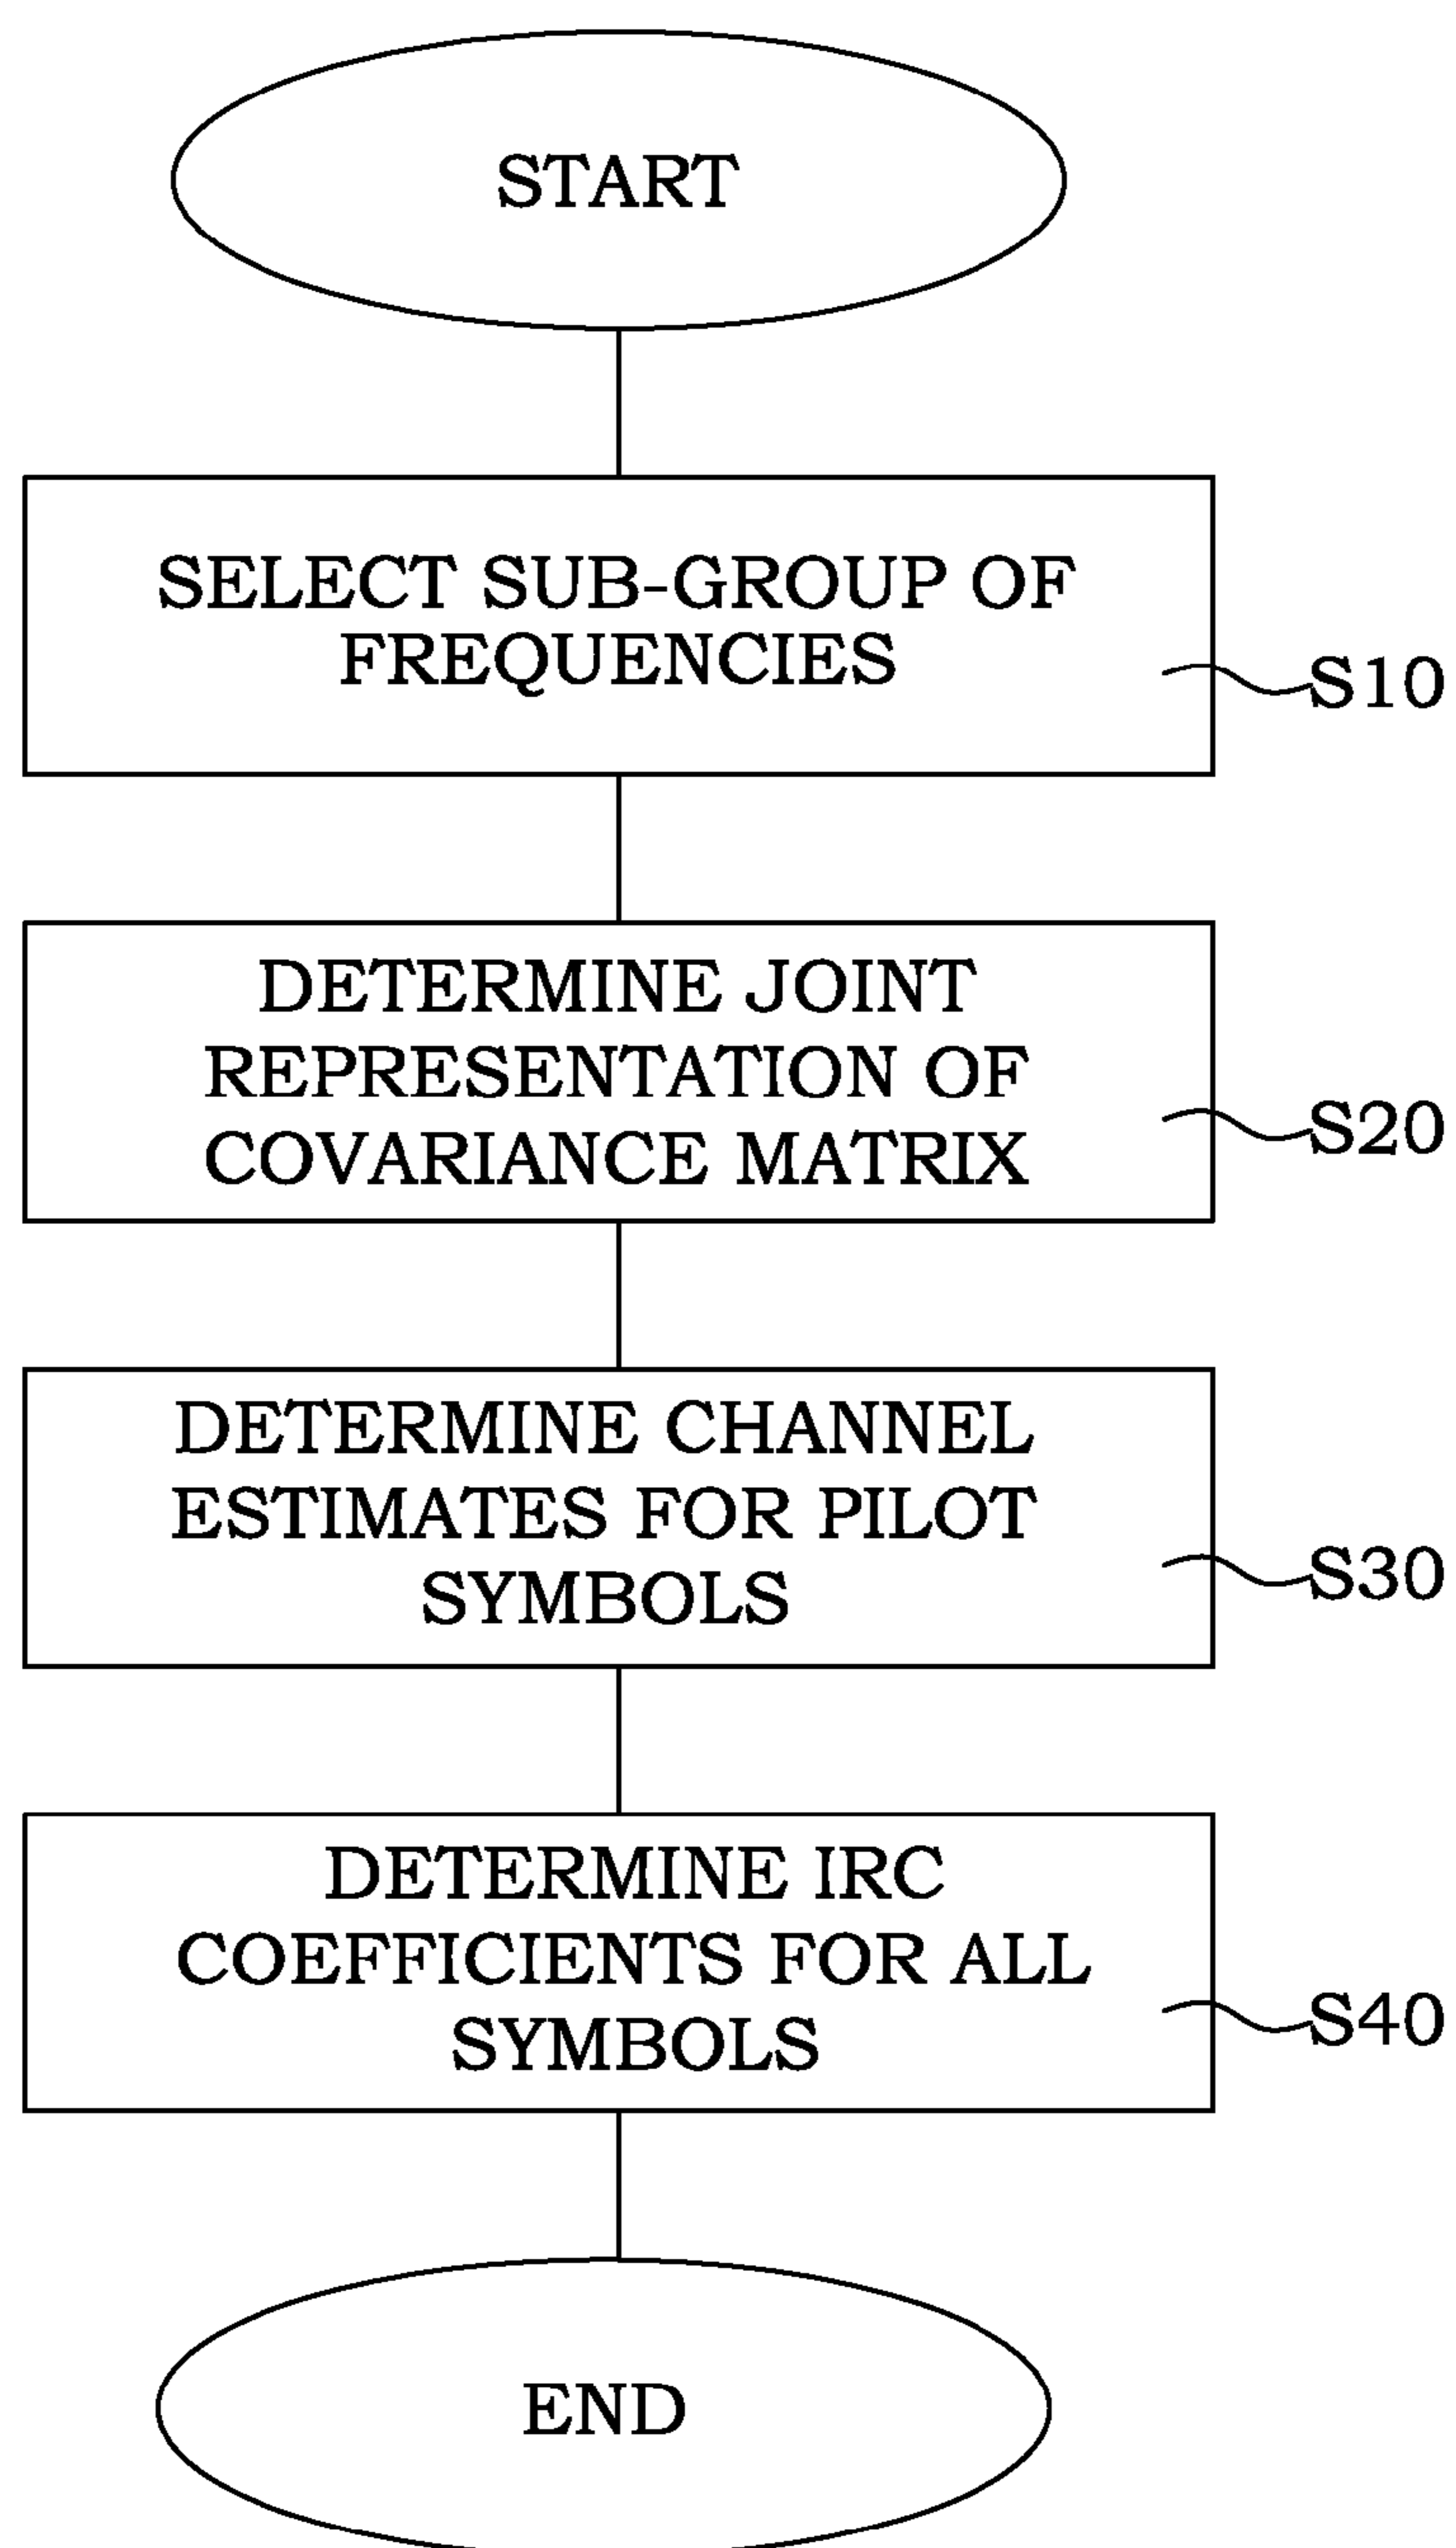 START
SELECT SUB-GROUP OF
FREQUENCIES
S10
DETERMINE JOINT
REPRESENTATION OF
COVARIANCE MATRIX
S20
DETERMINE CHANNEL
ESTIMATES FOR PILOT
SYMBOLS
S30
DETERMINE IRC
COEFFICIENTS FOR ALL
SYMBOLS
S40
END